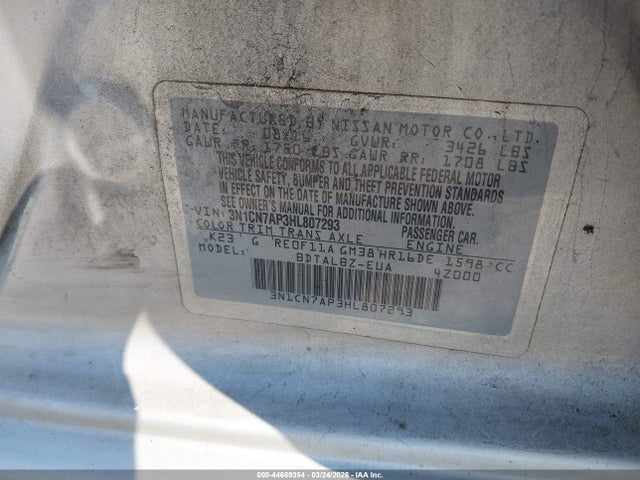 MANUFACTURED BY NISSAN MOTOR CO., LTD.
DATE: GVWR: 3426 LBS
GAWR FR: 1780 LBS GAWR RR: 1708 LBS
THIS VEHICLE CONFORMS TO ALL APPLICABLE FEDERAL MOTOR
VEHICLE SAFETY, BUMPER AND THEFT PREVENTION STANDARDS
IN EFFECT ON THE DATE OF MANUFACTURE SHOWN ABOVE.
SEE OWNER'S MANUAL FOR ADDITIONAL INFORMATION.
VIN: 3N1CN7AP3HL807293 PASSENGER CAR
COLOR TRIM TRANS AXLE ENGINE
K23 G RE0F11A GM38 HR16DE 1598 CC
MODEL: BDTALBZ-EUA 4Z000
3N1CN7AP3HL807293
000-44689354 | 03/24/2026 | COPYRIGHT IAA